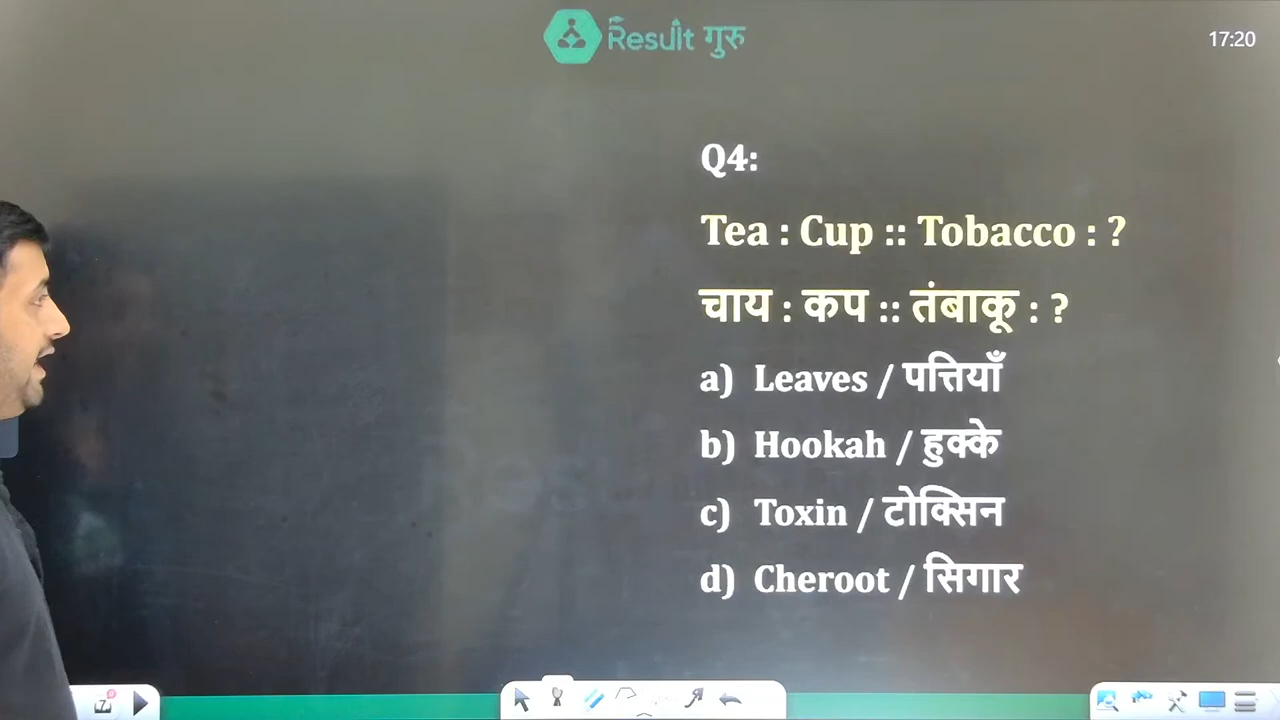 Result गुरु
17:20
Q4:
Tea : Cup :: Tobacco : ?
चाय : कप :: तंबाकू : ?
a) Leaves / पत्तियाँ
b) Hookah / हुक्के
c) Toxin / टोक्सिन
d) Cheroot / सिगार